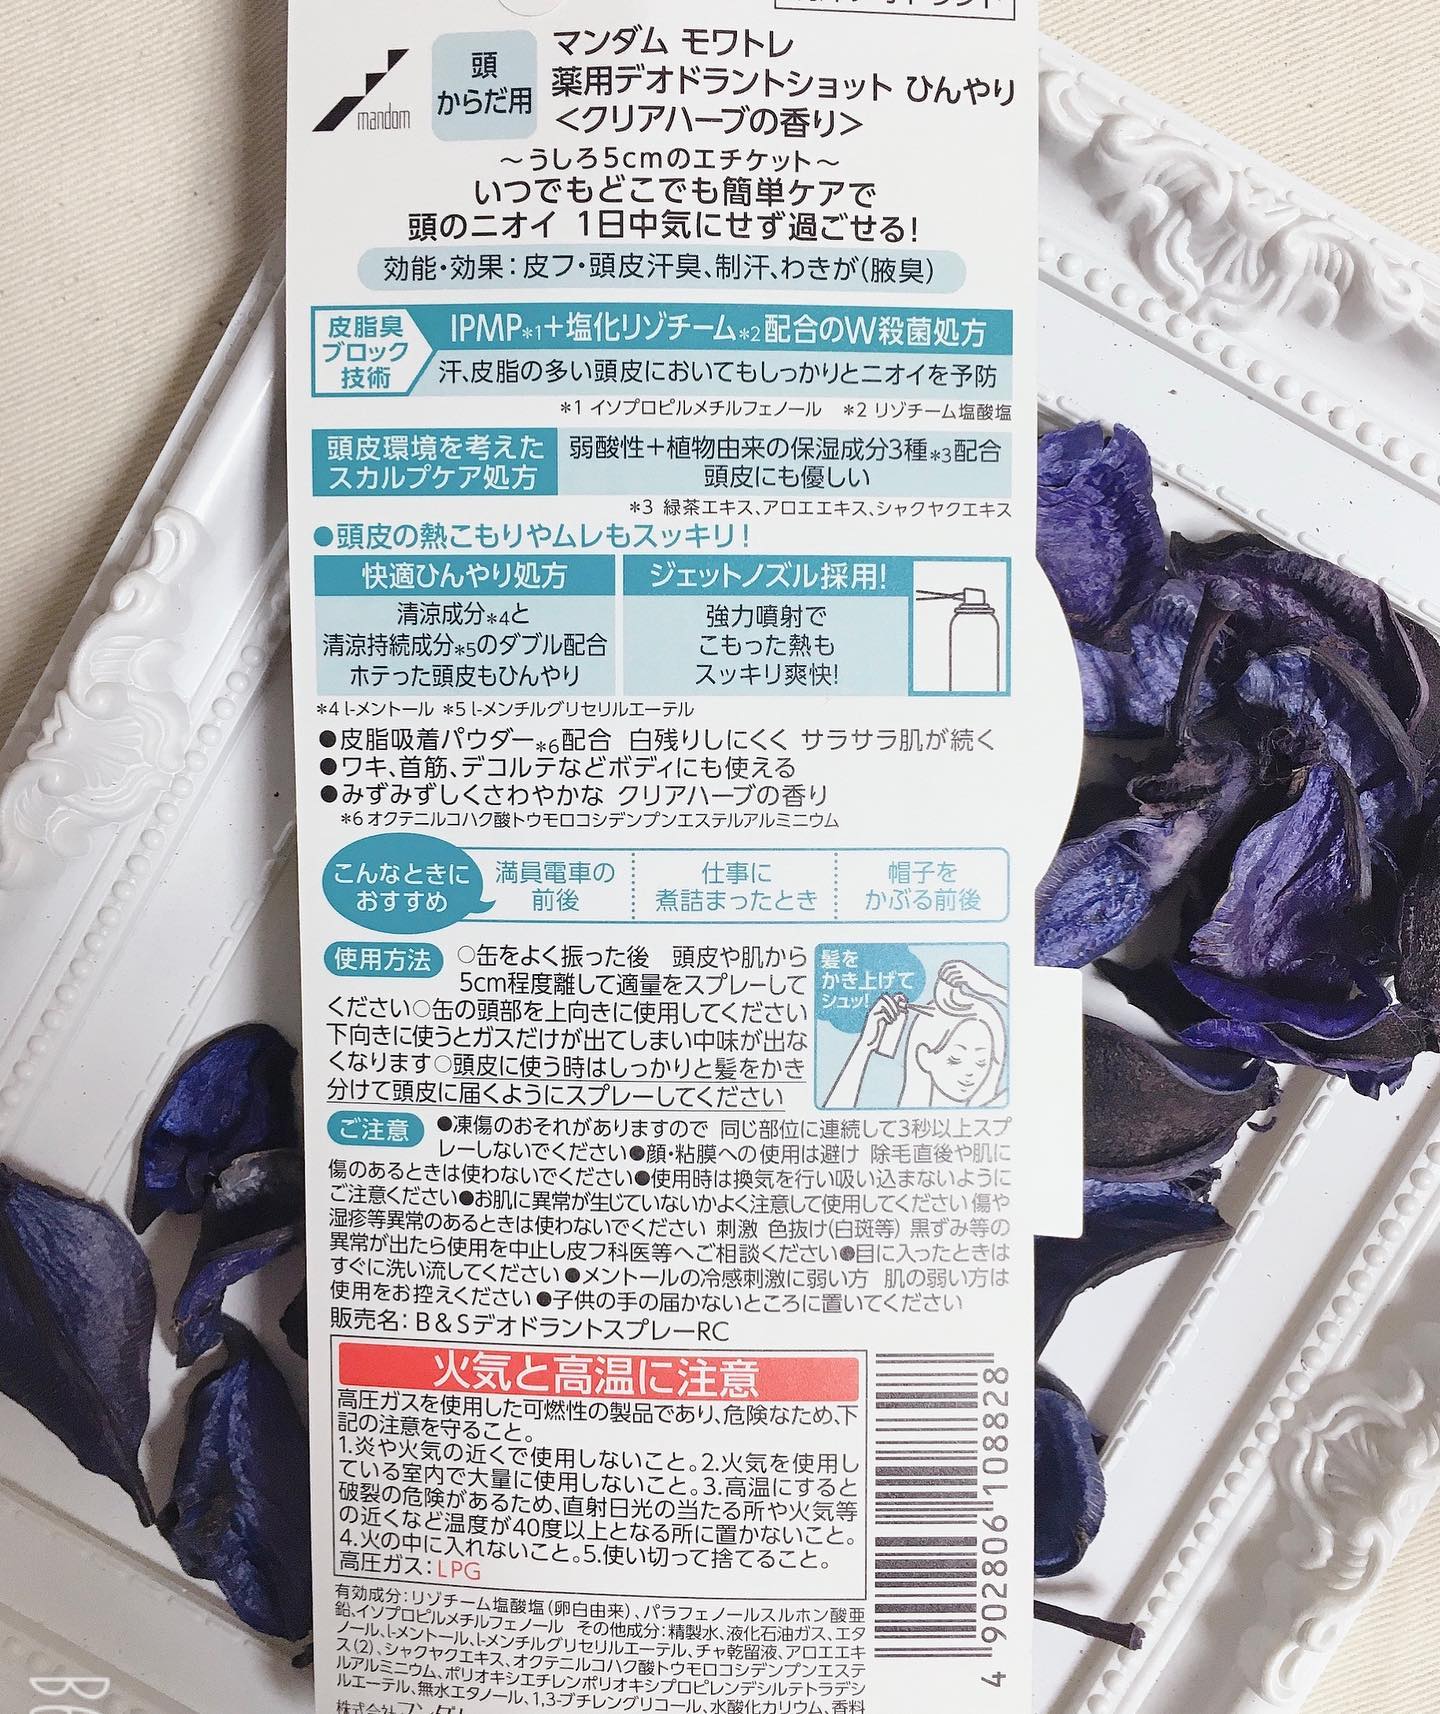 mandom
頭
からだ用
マンダム モワトレ
薬用デオドラントショット ひんやり
<クリアハーブの香り>
～うしろ5cmのエチケット～
いつでもどこでも簡単ケアで
頭のニオイ 1日中気にせず過ごせる!
効能・効果:皮フ・頭皮汗臭、制汗、わきが(腋臭)
皮脂臭
ブロック
技術
IPMP*1+塩化リゾチーム*2配合のW殺菌処方
汗、皮脂の多い頭皮においてもしっかりとニオイを予防
*1 イソプロピルメチルフェノール *2 リゾチーム塩酸塩
頭皮環境を考えた
スカルプケア処方
弱酸性+植物由来の保湿成分3種*3配合
頭皮にも優しい
*3 緑茶エキス、アロエエキス、シャクヤクエキス
●頭皮の熱こもりやムレもスッキリ!
快適ひんやり処方
清涼成分*4と
清涼持続成分*5のダブル配合
ホテった頭皮もひんやり
ジェットノズル採用!
強力噴射で
こもった熱も
スッキリ爽快!
*4 l-メントール *5 l-メンチルグリセリルエーテル
●皮脂吸着パウダー*6配合 白残りしにくく サラサラ肌が続く
●ワキ、首筋、デコルテなどボディにも使える
●みずみずしくさわやかな クリアハーブの香り
*6 オクテニルコハク酸トウモロコシデンプンエステルアルミニウム
こんなときに
おすすめ
満員電車の
前後
仕事に
煮詰まったとき
帽子を
かぶる前後
使用方法 ○缶をよく振った後 頭皮や肌から
5cm程度離して適量をスプレーして
ください○缶の頭部を上向きに使用してください
下向きに使うとガスだけが出てしまい中味が出な
くなります○頭皮に使う時はしっかりと髪をかき
分けて頭皮に届くようにスプレーしてください
髪を
かき上げて
シュッ!
ご注意 ●凍傷のおそれがありますので 同じ部位に連続して3秒以上スプ
レーしないでください●顔・粘膜への使用は避け 除毛直後や肌に
傷のあるときは使わないでください●使用時は換気を行い吸い込まないように
ご注意ください●お肌に異常が生じていないかよく注意して使用してください 傷や
湿疹等異常のあるときは使わないでください 刺激 色抜け(白斑等) 黒ずみ等の
異常が出たら使用を中止し皮フ科医等へご相談ください●目に入ったときは
すぐに洗い流してください●メントールの冷感刺激に弱い方 肌の弱い方は
使用をお控えください●子供の手の届かないところに置いてください
販売名:B&SデオドラントスプレーRC
火気と高温に注意
高圧ガスを使用した可燃性の製品であり、危険なため、下
記の注意を守ること。
1.炎や火気の近くで使用しないこと。2.火気を使用し
ている室内で大量に使用しないこと。3.高温にすると
破裂の危険があるため、直射日光の当たる所や火気等
の近くなど温度が40度以上となる所に置かないこと。
4.火の中に入れないこと。5.使い切って捨てること。
高圧ガス:LPG
4 902806 108828
有効成分:リゾチーム塩酸塩(卵白由来)、パラフェノールスルホン酸亜
鉛、イソプロピルメチルフェノール その他成分:精製水、液化石油ガス、エタ
ノール、l-メントール、l-メンチルグリセリルエーテル、チャ乾留液、アロエエキ
ス(2)、シャクヤクエキス、オクテニルコハク酸トウモロコシデンプンエステ
ルアルミニウム、ポリオキシエチレンポリオキシプロピレンデシルテトラデシ
ルエーテル、無水エタノール、1,3-ブチレングリコール、水酸化カリウム、香料